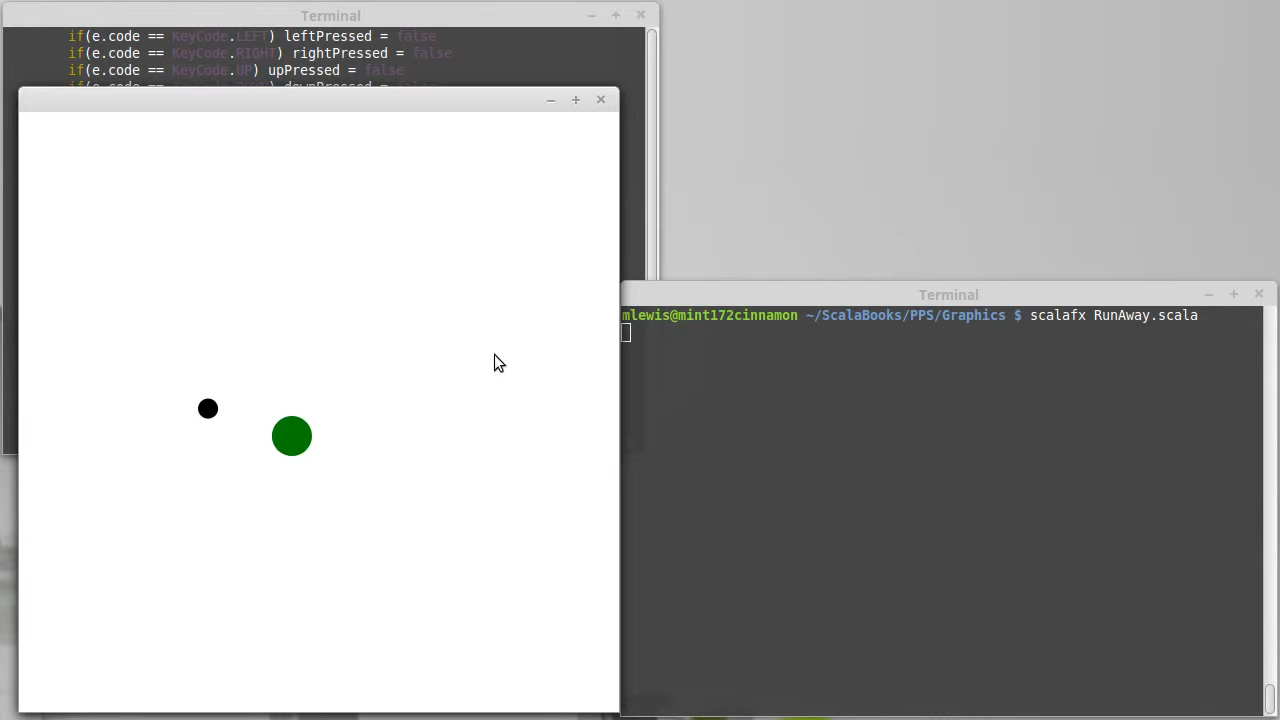 Terminal
if(e.code == KeyCode.LEFT) leftPressed = false
if(e.code == KeyCode.RIGHT) rightPressed = false
if(e.code == KeyCode.UP) upPressed = false
Terminal
mlewis@mint172cinnamon ~/ScalaBooks/PPS/Graphics $ scalafx RunAway.scala